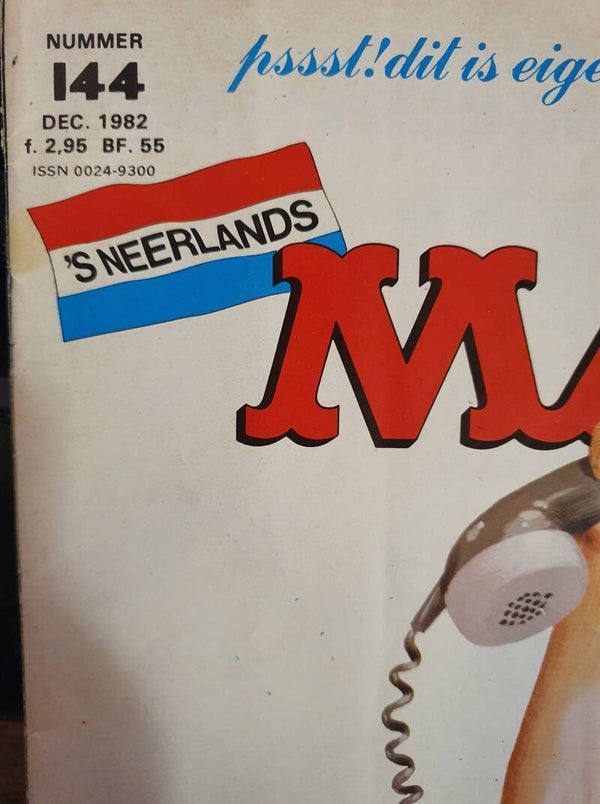 NUMMER
144
DEC. 1982
f. 2,95 BF. 55
ISSN 0024-9300
pssst! dit is eige
'S NEERLANDS
MA